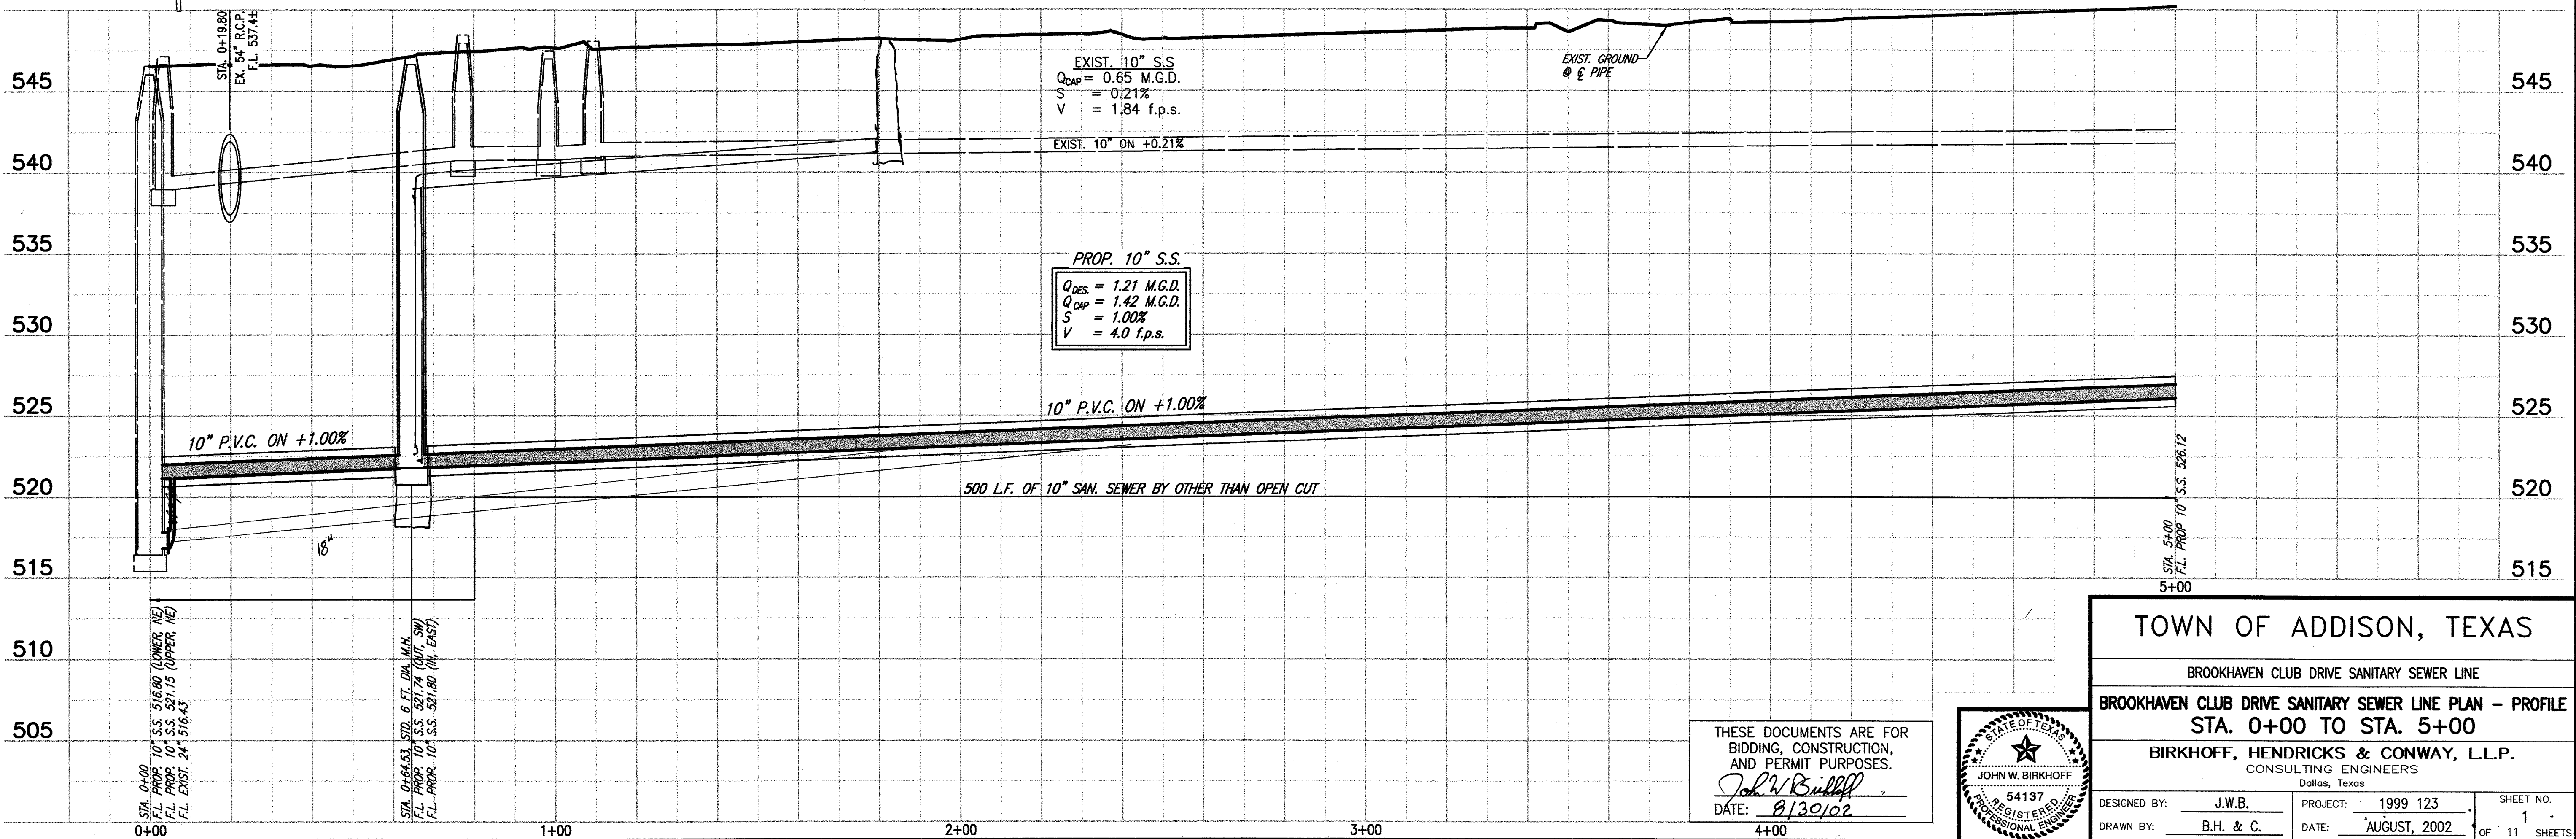 STA. 0+19.80
EX. 54" R.C.P.
F.L. 537.4±
545
540
535
530
525
520
515
510
505
EXIST. 10" S.S
QCAP = 0.65 M.G.D.
S = 0.21%
V = 1.84 f.p.s.
EXIST. GROUND
@ ℄ PIPE
EXIST. 10" ON +0.21%
PROP. 10" S.S.
QDES. = 1.21 M.G.D.
QCAP = 1.42 M.G.D.
S = 1.00%
V = 4.0 f.p.s.
10" P.V.C. ON +1.00%
10" P.V.C. ON +1.00%
500 L.F. OF 10" SAN. SEWER BY OTHER THAN OPEN CUT
18"
STA. 0+00
F.L. PROP. 10" S.S. 516.80 (LOWER, NE)
F.L. PROP. 10" S.S. 521.15 (UPPER, NE)
F.L. EXIST. 24" 516.43
STA. 0+64.53, STD. 6 FT. DIA. M.H.
F.L. PROP. 10" S.S. 521.74 (OUT, SW)
F.L. PROP. 10" S.S. 521.80 (IN, EAST)
STA. 5+00
F.L. PROP 10" S.S. 526.12
545
540
535
530
525
520
515
5+00
0+00
1+00
2+00
3+00
4+00
THESE DOCUMENTS ARE FOR
BIDDING, CONSTRUCTION,
AND PERMIT PURPOSES.
John W Birkhoff
DATE: 8/30/02
STATE OF TEXAS
JOHN W. BIRKHOFF
54137
REGISTERED
PROFESSIONAL ENGINEER
TOWN OF ADDISON, TEXAS
BROOKHAVEN CLUB DRIVE SANITARY SEWER LINE
BROOKHAVEN CLUB DRIVE SANITARY SEWER LINE PLAN - PROFILE
STA. 0+00 TO STA. 5+00
BIRKHOFF, HENDRICKS & CONWAY, L.L.P.
CONSULTING ENGINEERS
Dallas, Texas
DESIGNED BY: J.W.B.
PROJECT: 1999 123
SHEET NO.
1
DRAWN BY: B.H. & C.
DATE: AUGUST, 2002
OF 11 SHEETS